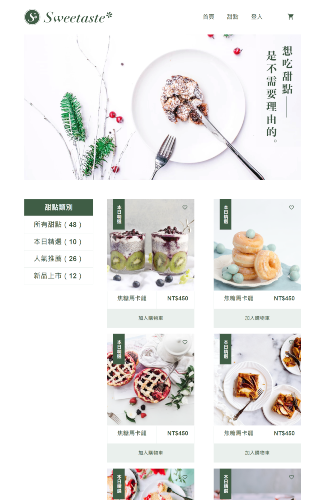 S Sweetaste*
首頁 甜點 登入
想吃甜點——
是不需要理由的。
甜點類別
所有甜點 ( 48 )
本日精選 ( 10 )
人氣推薦 ( 26 )
新品上市 ( 12 )
本日精選
焦糖馬卡龍 NT$450
加入購物車
本日精選
焦糖馬卡龍 NT$450
加入購物車
本日精選
焦糖馬卡龍 NT$450
加入購物車
本日精選
焦糖馬卡龍 NT$450
加入購物車
本日精選
本日精選